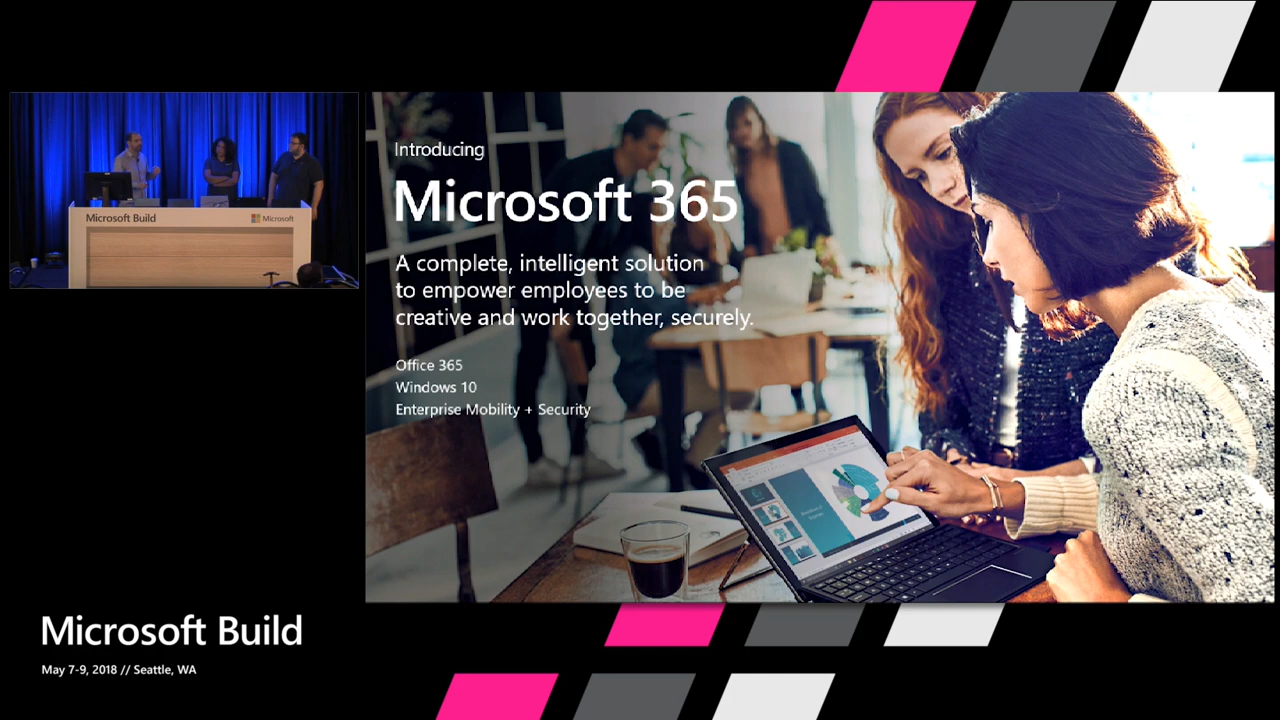 Microsoft Build
Microsoft
Introducing
Microsoft 365
A complete, intelligent solution
to empower employees to be
creative and work together, securely.
Office 365
Windows 10
Enterprise Mobility + Security
Microsoft Build
May 7-9, 2018 // Seattle, WA